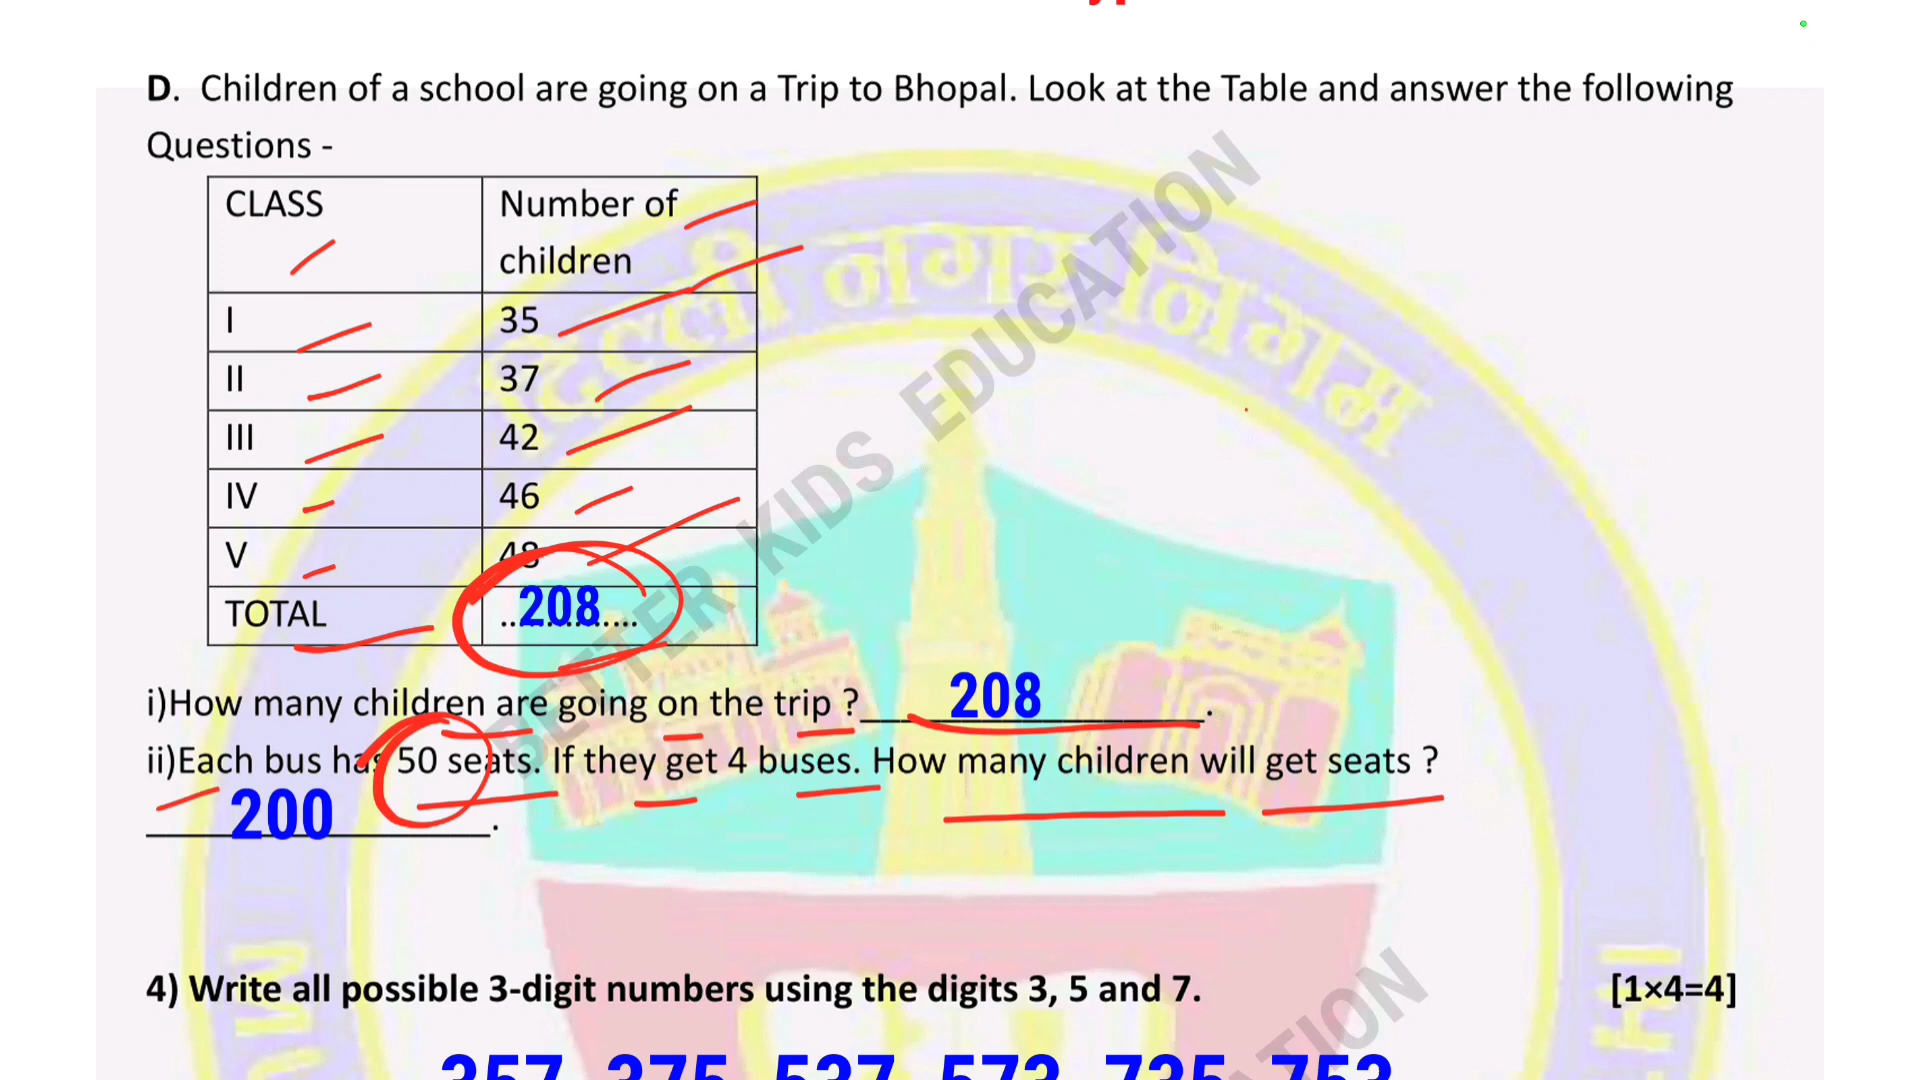 D. Children of a school are going on a Trip to Bhopal. Look at the Table and answer the following
Questions -
CLASS Number of children
I 35
II 37
III 42
IV 46
V 48
TOTAL ..208....
i)How many children are going on the trip ?____208____.
ii)Each bus has 50 seats. If they get 4 buses. How many children will get seats ?
____200____.
4) Write all possible 3-digit numbers using the digits 3, 5 and 7. [1×4=4]
357 375 537 573 735 753
BETTER KIDS EDUCATION
दिल्ली नगर निगम